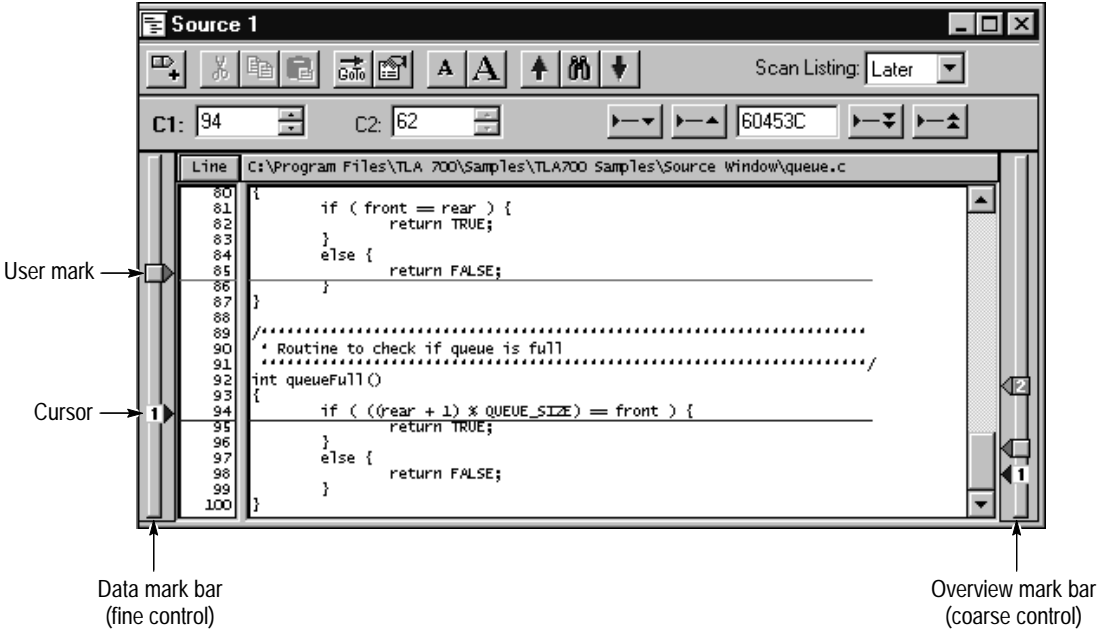 Source 1
Goto A A Scan Listing: Later
C1: 94 C2: 62 60453C
Line C:\Program Files\TLA 700\Samples\TLA700 Samples\Source Window\queue.c
80 {
81 if ( front == rear ) {
82 return TRUE;
83 }
84 else {
85 return FALSE;
86 }
87 }
88
89 /''''''''''''''''''''''''''''''''''''''''''''''''''''''''''''''''''''''
90 ' Routine to check if queue is full
91 ''''''''''''''''''''''''''''''''''''''''''''''''''''''''''''''''''''''/
92 int queueFull()
93 {
94 if ( ((rear + 1) % QUEUE_SIZE) == front ) {
95 return TRUE;
96 }
97 else {
98 return FALSE;
99 }
100 }
User mark
Cursor
1
2
1
Data mark bar
(fine control)
Overview mark bar
(coarse control)